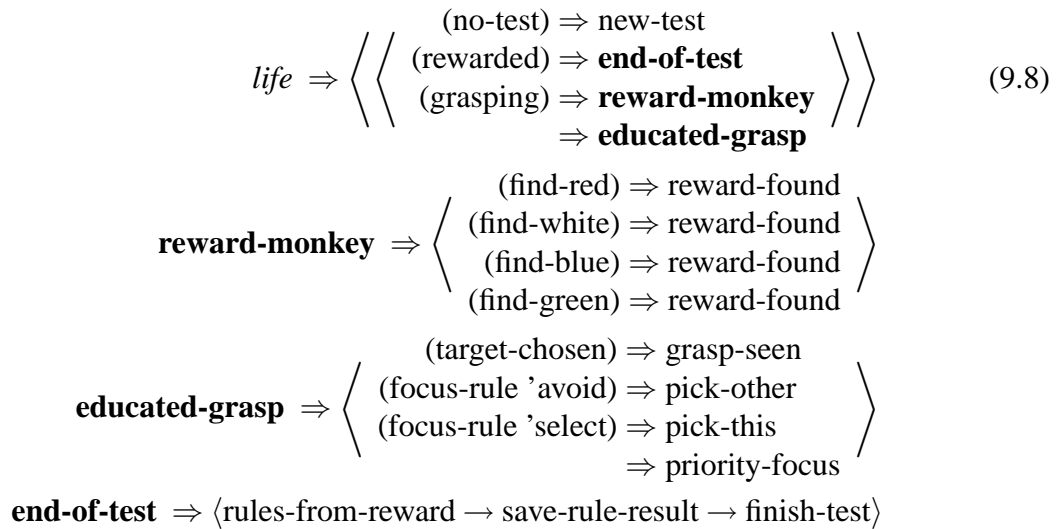 (no-test) ⇒ new-test
(rewarded) ⇒ end-of-test
life ⇒ ⟨⟨ (grasping) ⇒ reward-monkey ⟩⟩ (9.8)
⇒ educated-grasp
(find-red) ⇒ reward-found
(find-white) ⇒ reward-found
reward-monkey ⇒ ⟨ (find-blue) ⇒ reward-found ⟩
(find-green) ⇒ reward-found
(target-chosen) ⇒ grasp-seen
(focus-rule ’avoid) ⇒ pick-other
educated-grasp ⇒ ⟨ (focus-rule ’select) ⇒ pick-this ⟩
⇒ priority-focus
end-of-test ⇒ ⟨rules-from-reward → save-rule-result → finish-test⟩